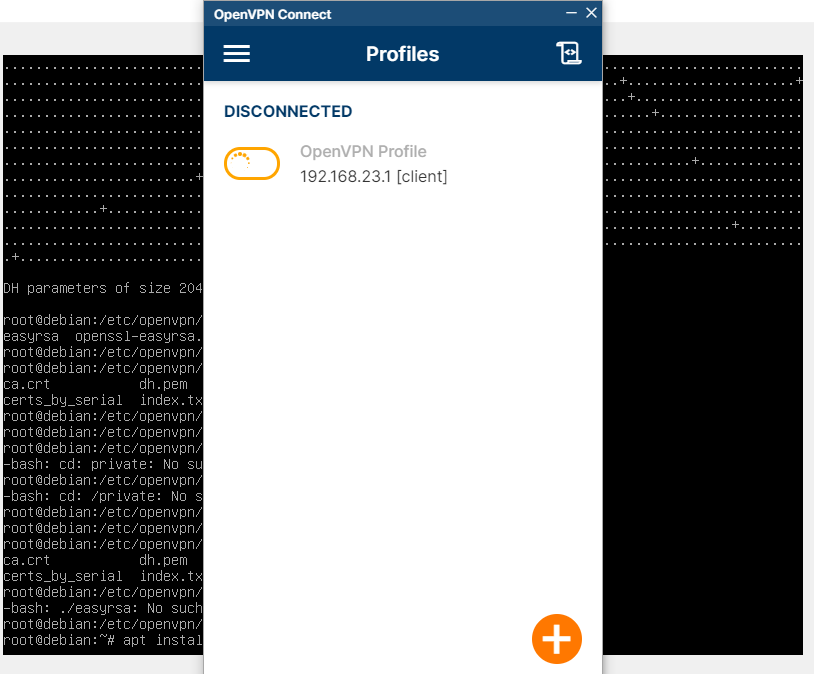 OpenVPN Connect
Profiles
DISCONNECTED
OpenVPN Profile
192.168.23.1 [client]
DH parameters of size 204
root@debian:/etc/openvpn/
easyrsa openssl-easyrsa.
root@debian:/etc/openvpn/
root@debian:/etc/openvpn/
ca.crt dh.pem
certs_by_serial index.tx
root@debian:/etc/openvpn/
root@debian:/etc/openvpn/
root@debian:/etc/openvpn/
-bash: cd: private: No su
root@debian:/etc/openvpn/
-bash: cd: /private: No s
root@debian:/etc/openvpn/
root@debian:/etc/openvpn/
root@debian:/etc/openvpn/
ca.crt dh.pem
certs_by_serial index.tx
root@debian:/etc/openvpn/
-bash: ./easyrsa: No such
root@debian:/etc/openvpn/
root@debian:~# apt instal